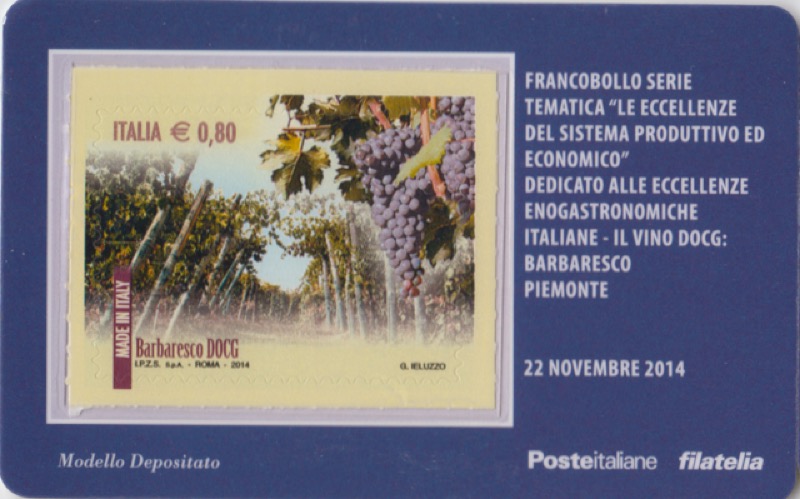 ITALIA € 0,80
MADE IN ITALY
Barbaresco DOCG
I.P.Z.S. S.p.A. - ROMA - 2014
G. IELUZZO
FRANCOBOLLO SERIE
TEMATICA “LE ECCELLENZE
DEL SISTEMA PRODUTTIVO ED
ECONOMICO”
DEDICATO ALLE ECCELLENZE
ENOGASTRONOMICHE
ITALIANE - IL VINO DOCG:
BARBARESCO
PIEMONTE
22 NOVEMBRE 2014
Modello Depositato
Posteitaliane filatelia